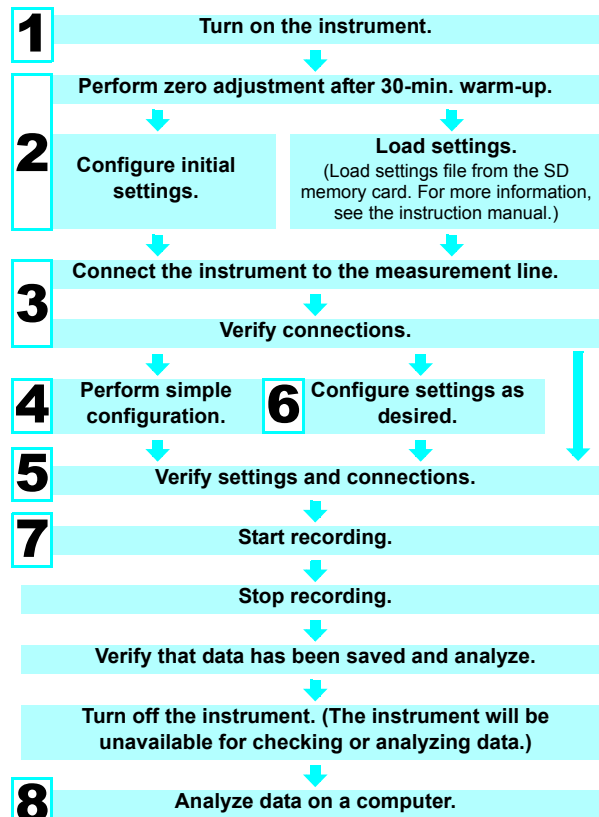 1
Turn on the instrument.
2
Perform zero adjustment after 30-min. warm-up.
Configure initial
settings.
Load settings.
(Load settings file from the SD
memory card. For more information,
see the instruction manual.)
3
Connect the instrument to the measurement line.
Verify connections.
4
Perform simple
configuration.
6
Configure settings as
desired.
5
Verify settings and connections.
7
Start recording.
Stop recording.
Verify that data has been saved and analyze.
Turn off the instrument. (The instrument will be
unavailable for checking or analyzing data.)
8
Analyze data on a computer.